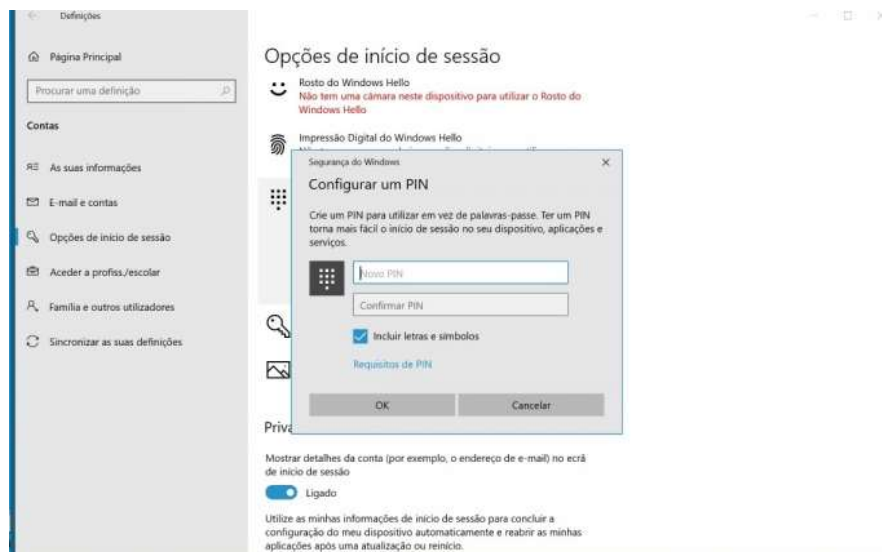 Definições
Página Principal
Procurar uma definição
Contas
As suas informações
E-mail e contas
Opções de início de sessão
Aceder a profiss./escolar
Família e outros utilizadores
Sincronizar as suas definições
Opções de início de sessão
Rosto do Windows Hello
Não tem uma câmara neste dispositivo para utilizar o Rosto do
Windows Hello
Impressão Digital do Windows Hello
Segurança do Windows
Configurar um PIN
Crie um PIN para utilizar em vez de palavras-passe. Ter um PIN
torna mais fácil o início de sessão no seu dispositivo, aplicações e
serviços.
Novo PIN
Confirmar PIN
Incluir letras e símbolos
Requisitos de PIN
OK
Cancelar
Mostrar detalhes da conta (por exemplo, o endereço de e-mail) no ecrã
de início de sessão
Ligado
Utilize as minhas informações de início de sessão para concluir a
configuração do meu dispositivo automaticamente e reabrir as minhas
aplicações após uma atualização ou reinício.